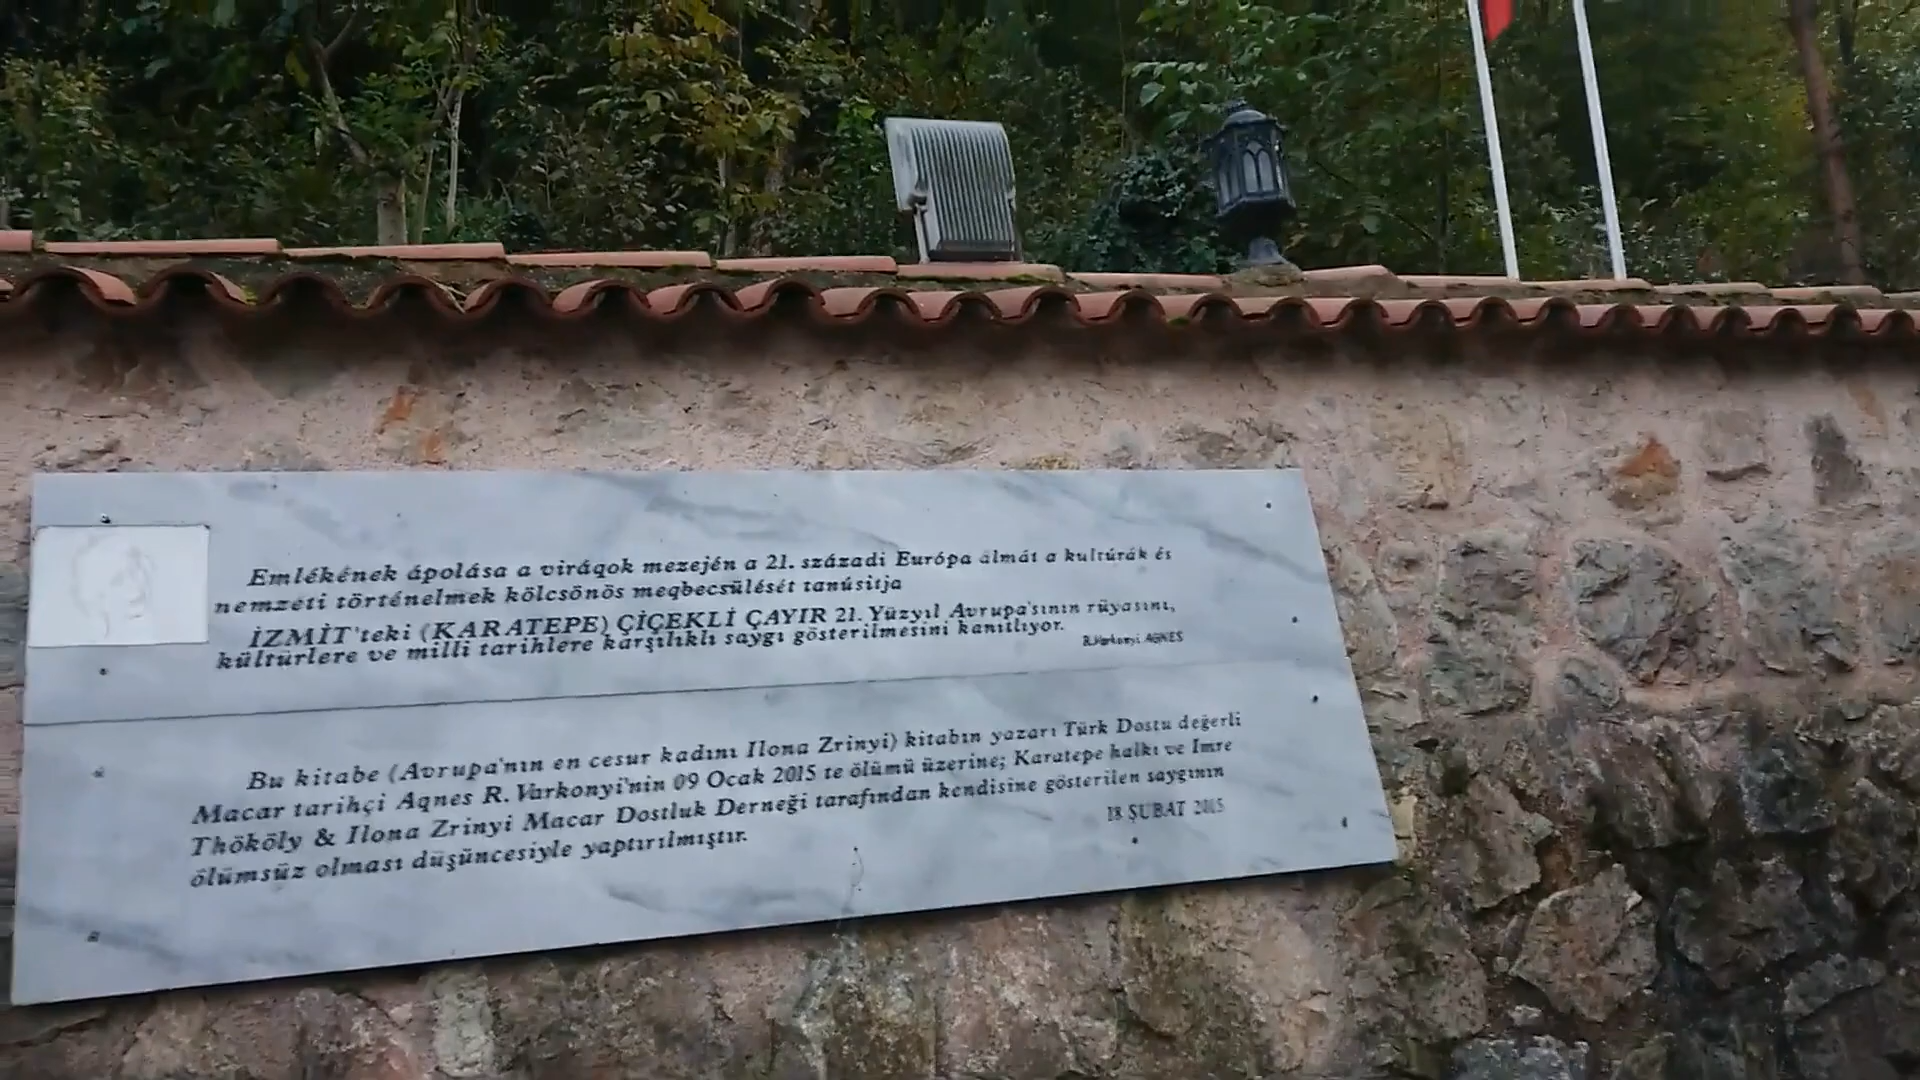 Emlékének ápolása a viráqok mezején a 21. századi Európa álmát a kultúrák és
nemzeti történelmek kölcsönös meqbecsülését tanúsitja
İZMİT'teki (KARATEPE) ÇİÇEKLİ ÇAYIR 21. Yüzyıl Avrupa'sının rüyasını,
kültürlere ve milli tarihlere karşılıklı saygı gösterilmesini kanıtlıyor.
R.Varkonyi. AGNES
Bu kitabe (Avrupa'nın en cesur kadını Ilona Zrinyi) kitabın yazarı Türk Dostu değerli
Macar tarihçi Aqnes R. Varkonyi'nin 09 Ocak 2015 te ölümü üzerine; Karatepe halkı ve Imre
Thököly & Ilona Zrinyi Macar Dostluk Derneği tarafından kendisine gösterilen saygının
ölümsüz olması düşüncesiyle yaptırılmıştır.
18 ŞUBAT 2015